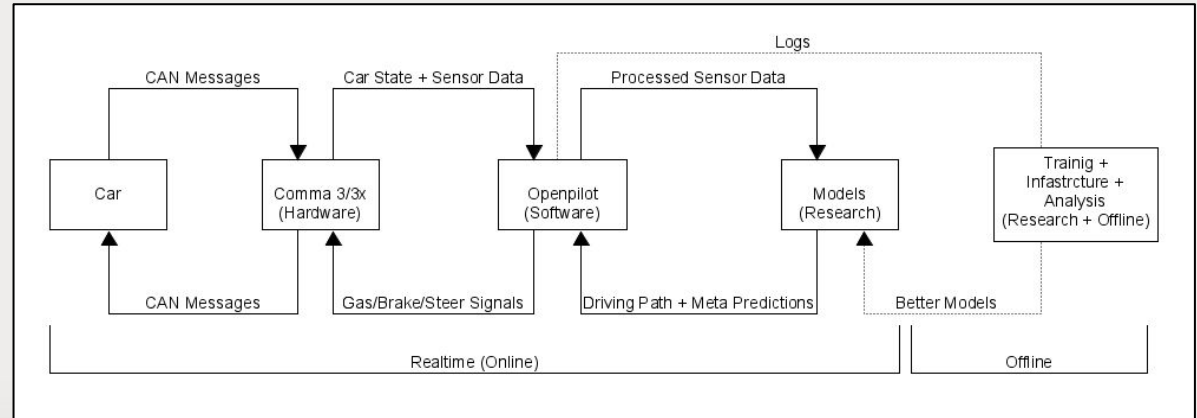 Logs
CAN Messages
Car State + Sensor Data
Processed Sensor Data
Car
Comma 3/3x
(Hardware)
Openpilot
(Software)
Models
(Research)
Trainig +
Infastrcture +
Analysis
(Research + Offline)
CAN Messages
Gas/Brake/Steer Signals
Driving Path + Meta Predictions
Better Models
Realtime (Online)
Offline